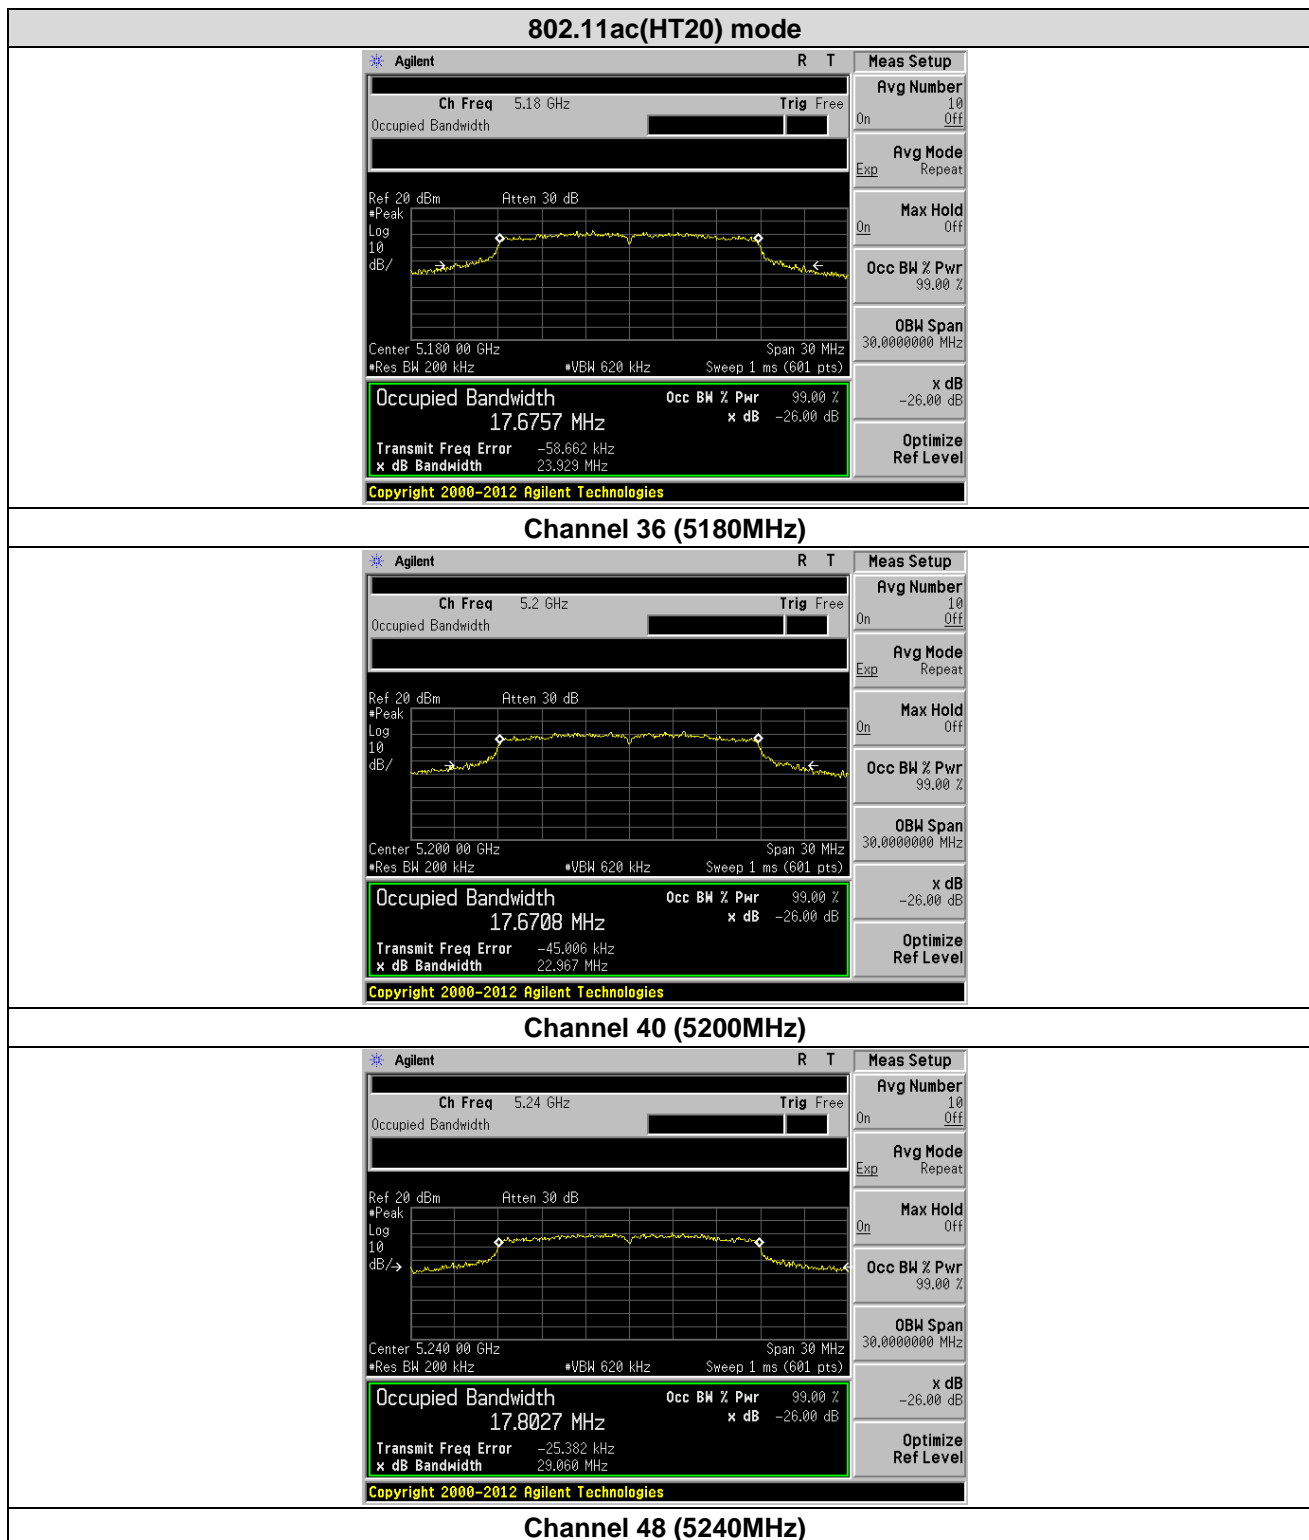 802.11ac(HT20) mode
Agilent R T Meas Setup
Ch Freq 5.18 GHz Trig Free
Occupied Bandwidth
Avg Number
10
On Off
Avg Mode
Exp Repeat
Max Hold
On Off
Occ BW % Pwr
99.00 %
OBW Span
30.0000000 MHz
x dB
-26.00 dB
Optimize
Ref Level
Ref 20 dBm Atten 30 dB
#Peak
Log
10
dB/
Center 5.180 00 GHz Span 30 MHz
#Res BW 200 kHz #VBW 620 kHz Sweep 1 ms (601 pts)
Occupied Bandwidth Occ BW % Pwr 99.00 %
17.6757 MHz x dB -26.00 dB
Transmit Freq Error -58.662 kHz
x dB Bandwidth 23.929 MHz
Copyright 2000-2012 Agilent Technologies
Channel 36 (5180MHz)
Agilent R T Meas Setup
Ch Freq 5.2 GHz Trig Free
Occupied Bandwidth
Avg Number
10
On Off
Avg Mode
Exp Repeat
Max Hold
On Off
Occ BW % Pwr
99.00 %
OBW Span
30.0000000 MHz
x dB
-26.00 dB
Optimize
Ref Level
Ref 20 dBm Atten 30 dB
#Peak
Log
10
dB/
Center 5.200 00 GHz Span 30 MHz
#Res BW 200 kHz #VBW 620 kHz Sweep 1 ms (601 pts)
Occupied Bandwidth Occ BW % Pwr 99.00 %
17.6708 MHz x dB -26.00 dB
Transmit Freq Error -45.006 kHz
x dB Bandwidth 22.967 MHz
Copyright 2000-2012 Agilent Technologies
Channel 40 (5200MHz)
Agilent R T Meas Setup
Ch Freq 5.24 GHz Trig Free
Occupied Bandwidth
Avg Number
10
On Off
Avg Mode
Exp Repeat
Max Hold
On Off
Occ BW % Pwr
99.00 %
OBW Span
30.0000000 MHz
x dB
-26.00 dB
Optimize
Ref Level
Ref 20 dBm Atten 30 dB
#Peak
Log
10
dB/
Center 5.240 00 GHz Span 30 MHz
#Res BW 200 kHz #VBW 620 kHz Sweep 1 ms (601 pts)
Occupied Bandwidth Occ BW % Pwr 99.00 %
17.8027 MHz x dB -26.00 dB
Transmit Freq Error -25.382 kHz
x dB Bandwidth 29.060 MHz
Copyright 2000-2012 Agilent Technologies
Channel 48 (5240MHz)